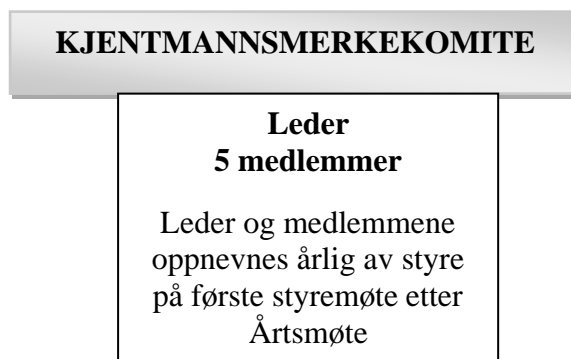 KJENTMANNSMERKEKOMITE
Leder
5 medlemmer
Leder og medlemmene
oppnevnes årlig av styre
på første styremøte etter
Årtsmøte